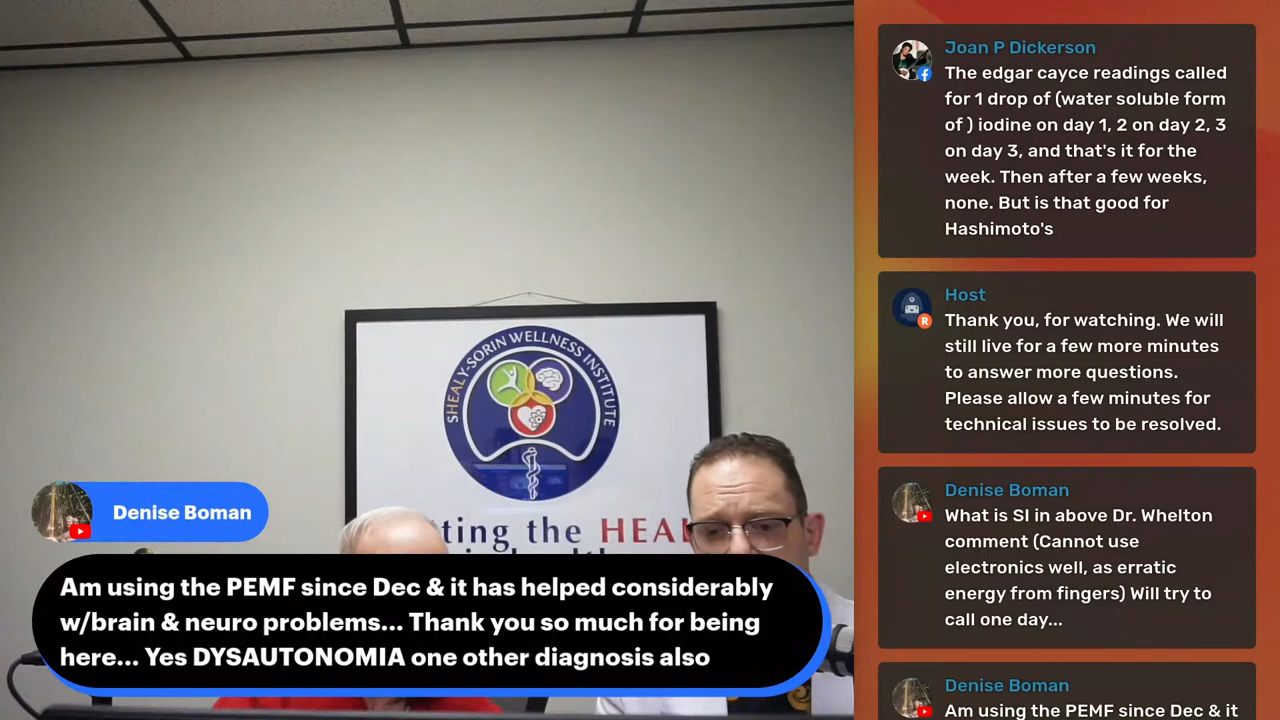 SHEALY-SORIN WELLNESS INSTITUTE
tting the HEA
Denise Boman
Am using the PEMF since Dec & it has helped considerably
w/brain & neuro problems... Thank you so much for being
here... Yes DYSAUTONOMIA one other diagnosis also
Joan P Dickerson
The edgar cayce readings called
for 1 drop of (water soluble form
of ) iodine on day 1, 2 on day 2, 3
on day 3, and that's it for the
week. Then after a few weeks,
none. But is that good for
Hashimoto's
Host
R
Thank you, for watching. We will
still live for a few more minutes
to answer more questions.
Please allow a few minutes for
technical issues to be resolved.
Denise Boman
What is SI in above Dr. Whelton
comment (Cannot use
electronics well, as erratic
energy from fingers) Will try to
call one day...
Denise Boman
Am using the PEMF since Dec & it